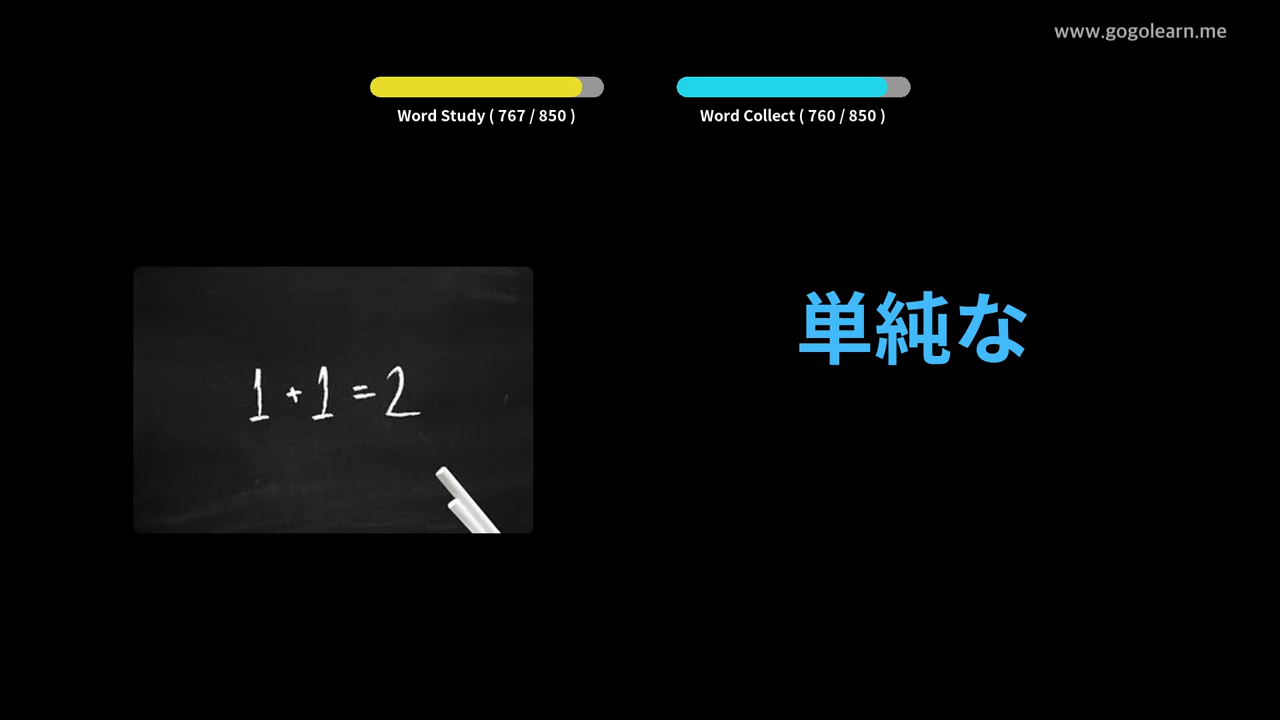 www.gogolearn.me
Word Study ( 767 / 850 )
Word Collect ( 760 / 850 )
1 + 1 = 2
単純な